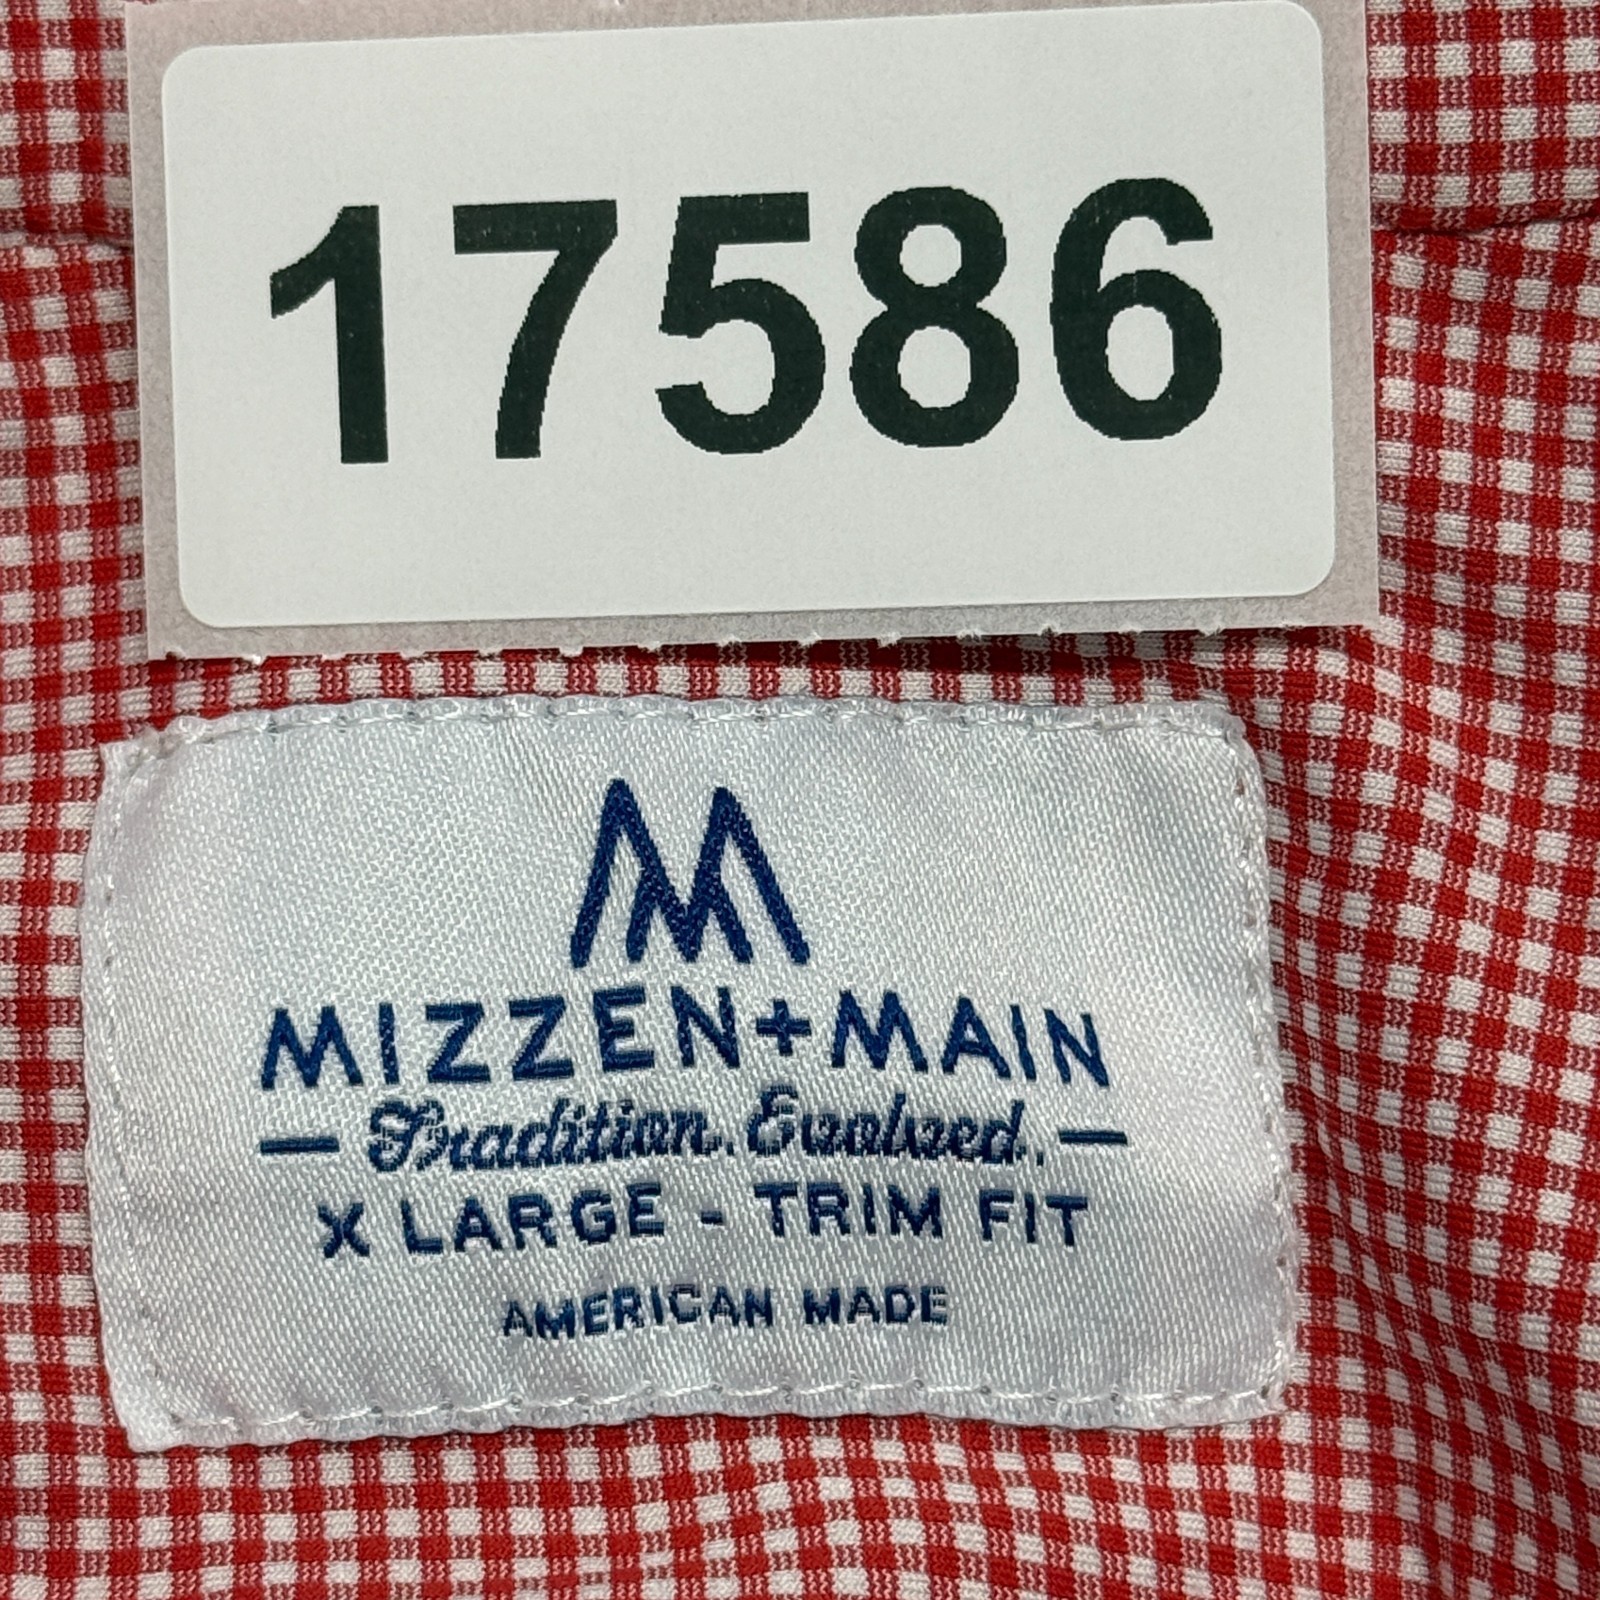 17586
MIZZEN+MAIN
Tradition. Evolved.
X LARGE - TRIM FIT
AMERICAN MADE